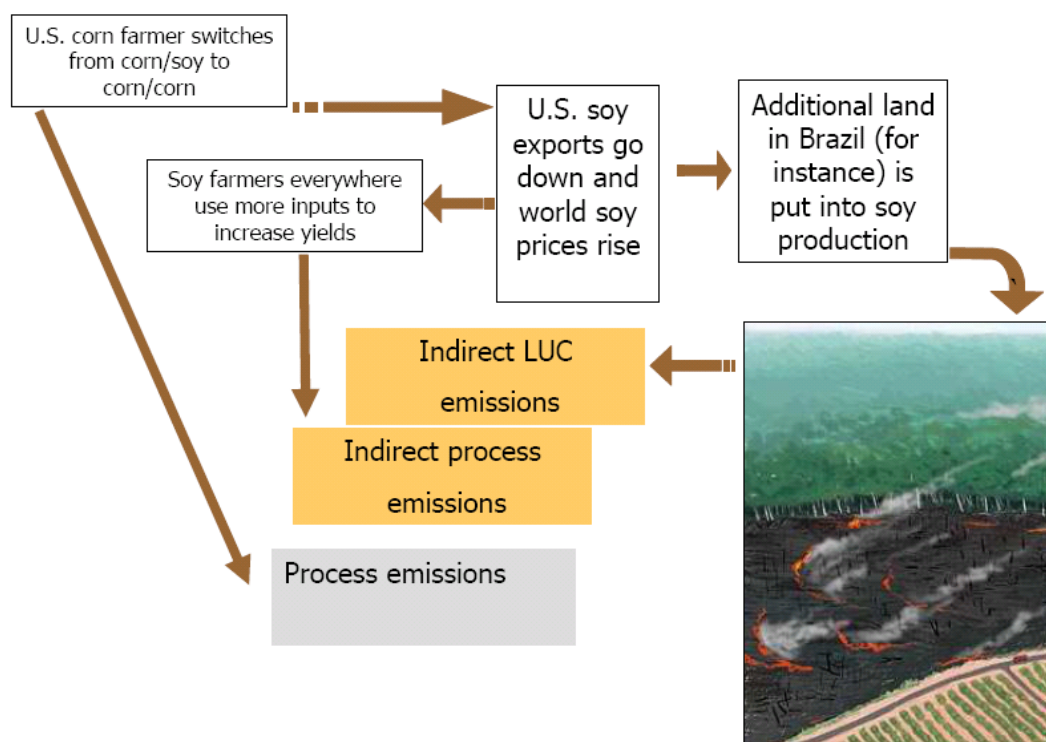 U.S. corn farmer switches
from corn/soy to
corn/corn
U.S. soy
exports go
down and
world soy
prices rise
Additional land
in Brazil (for
instance) is
put into soy
production
Soy farmers everywhere
use more inputs to
increase yields
Indirect LUC
emissions
Indirect process
emissions
Process emissions